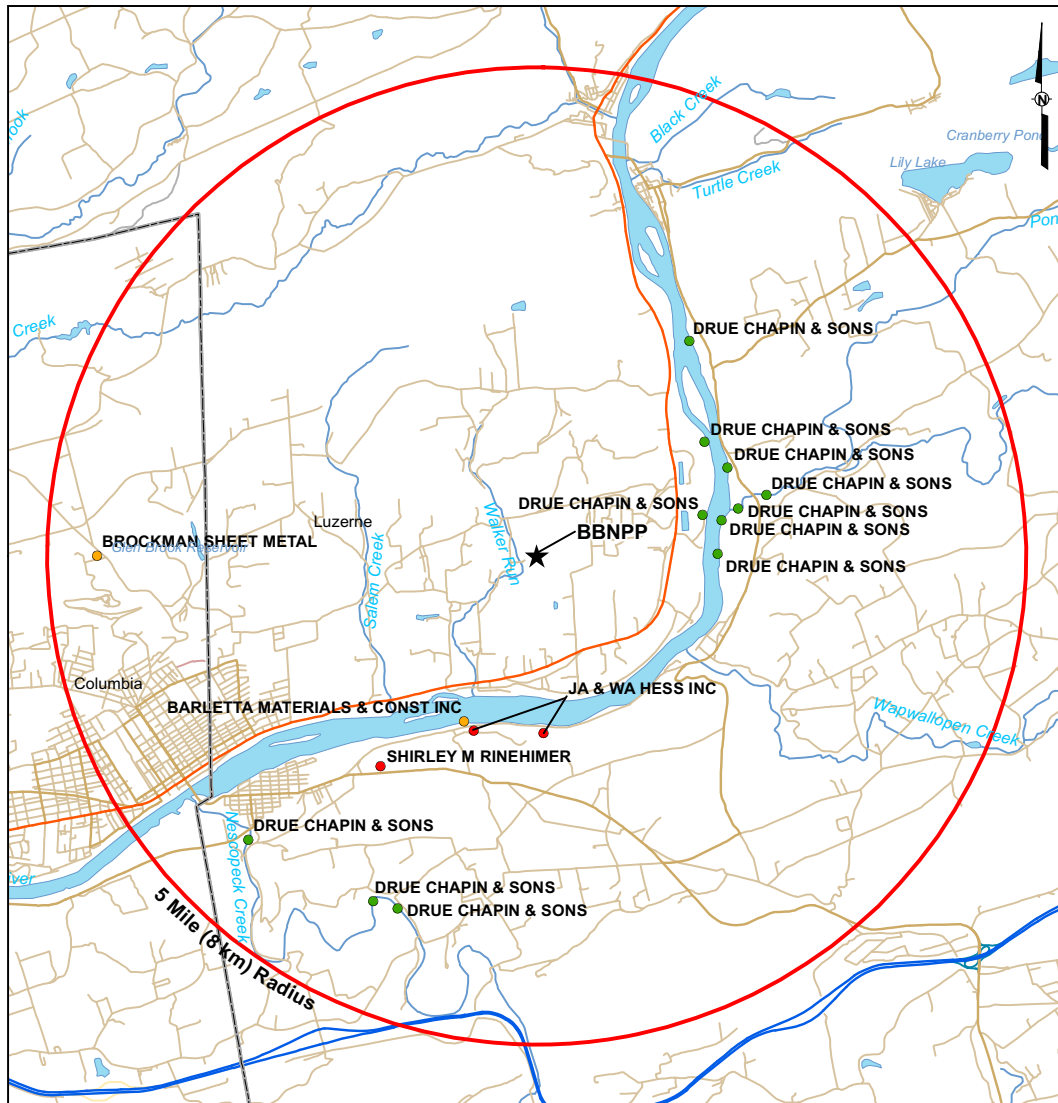 N
Black Creek
Cranberry Pond
ook
Lily Lake
Turtle Creek
Pon
Creek
DRUE CHAPIN & SONS
DRUE CHAPIN & SONS
DRUE CHAPIN & SONS
DRUE CHAPIN & SONS
DRUE CHAPIN & SONS
DRUE CHAPIN & SONS
Luzerne
DRUE CHAPIN & SONS
BBNPP
BROCKMAN SHEET METAL
Glen Brook Reservoir
Walker Run
DRUE CHAPIN & SONS
Salem Creek
Columbia
JA & WA HESS INC
BARLETTA MATERIALS & CONST INC
Wapwallopen Creek
SHIRLEY M RINEHIMER
DRUE CHAPIN & SONS
Nescopeck Creek
ver
DRUE CHAPIN & SONS
DRUE CHAPIN & SONS
5 Mile (8 km) Radius